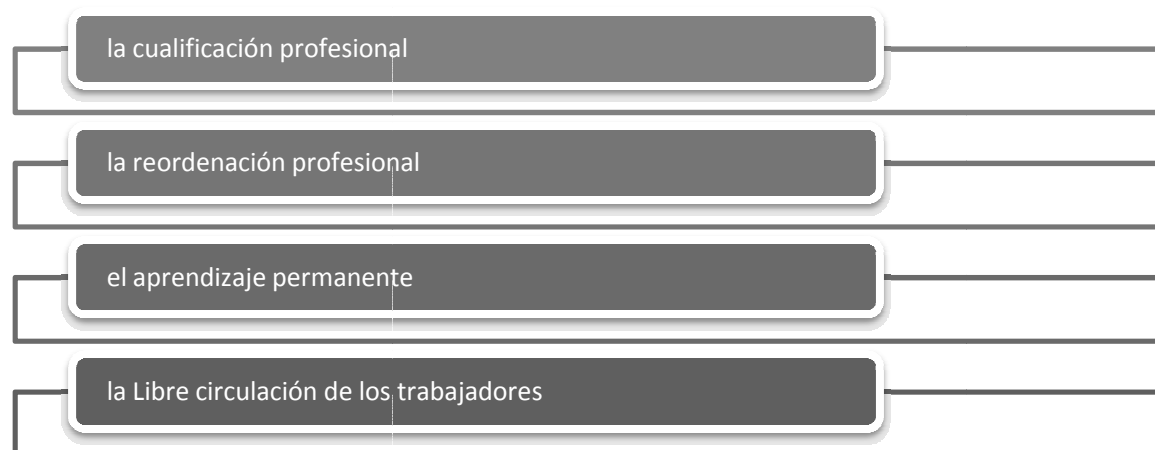 la cualificación profesional
la reordenación profesional
el aprendizaje permanente
la Libre circulación de los trabajadores